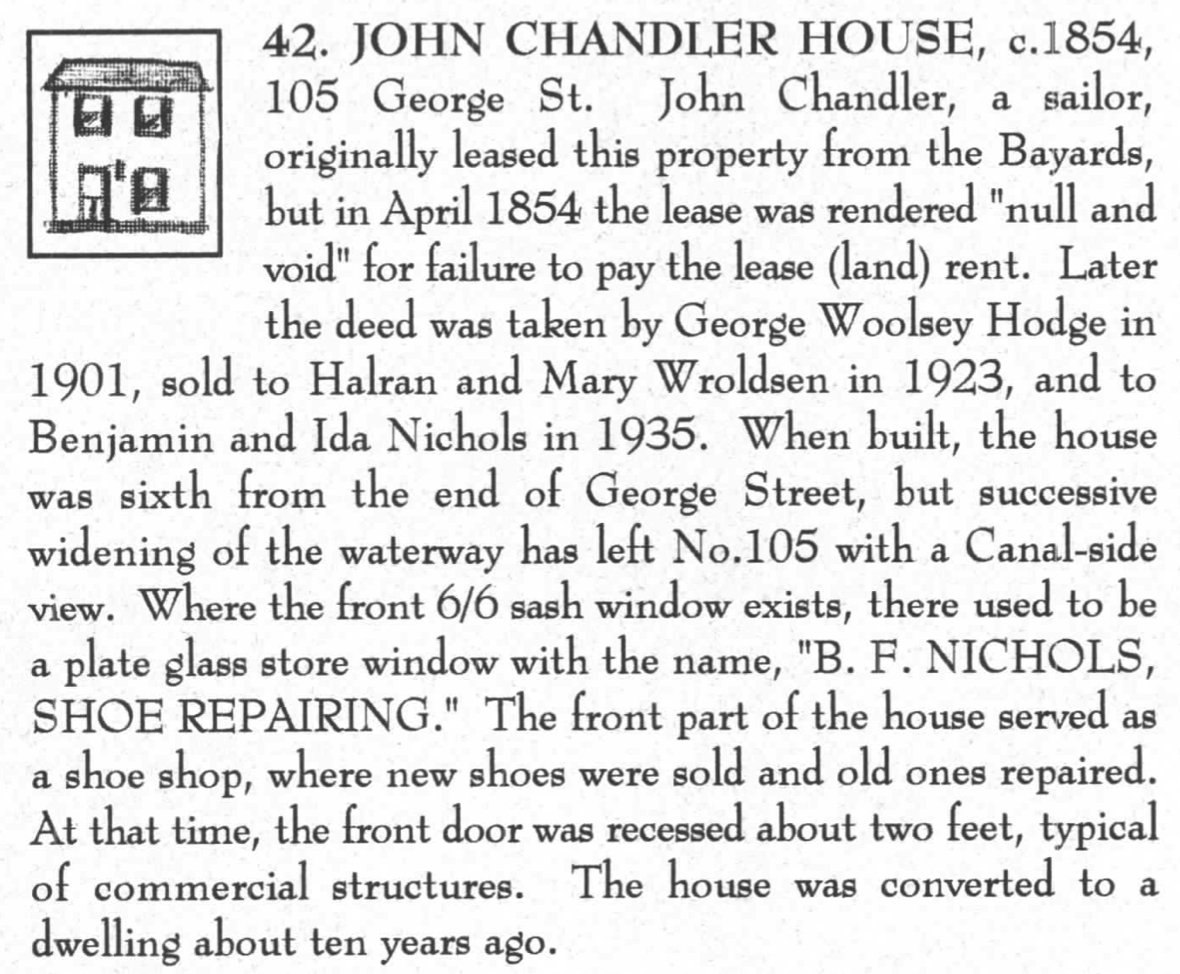 42. JOHN CHANDLER HOUSE, c.1854,
105 George St. John Chandler, a sailor,
originally leased this property from the Bayards,
but in April 1854 the lease was rendered "null and
void" for failure to pay the lease (land) rent. Later
the deed was taken by George Woolsey Hodge in
1901, sold to Halran and Mary Wroldsen in 1923, and to
Benjamin and Ida Nichols in 1935. When built, the house
was sixth from the end of George Street, but successive
widening of the waterway has left No.105 with a Canal-side
view. Where the front 6/6 sash window exists, there used to be
a plate glass store window with the name, "B. F. NICHOLS,
SHOE REPAIRING." The front part of the house served as
a shoe shop, where new shoes were sold and old ones repaired.
At that time, the front door was recessed about two feet, typical
of commercial structures. The house was converted to a
dwelling about ten years ago.